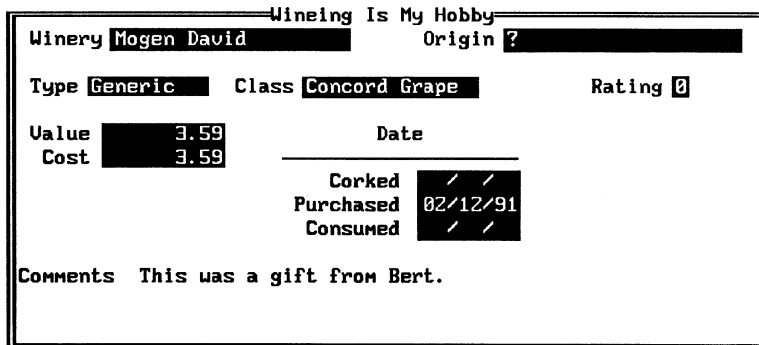 Wineing Is My Hobby
Winery Mogen David Origin ?
Type Generic Class Concord Grape Rating 0
Value 3.59 Date
Cost 3.59
Corked / /
Purchased 02/12/91
Consumed / /
Comments This was a gift from Bert.